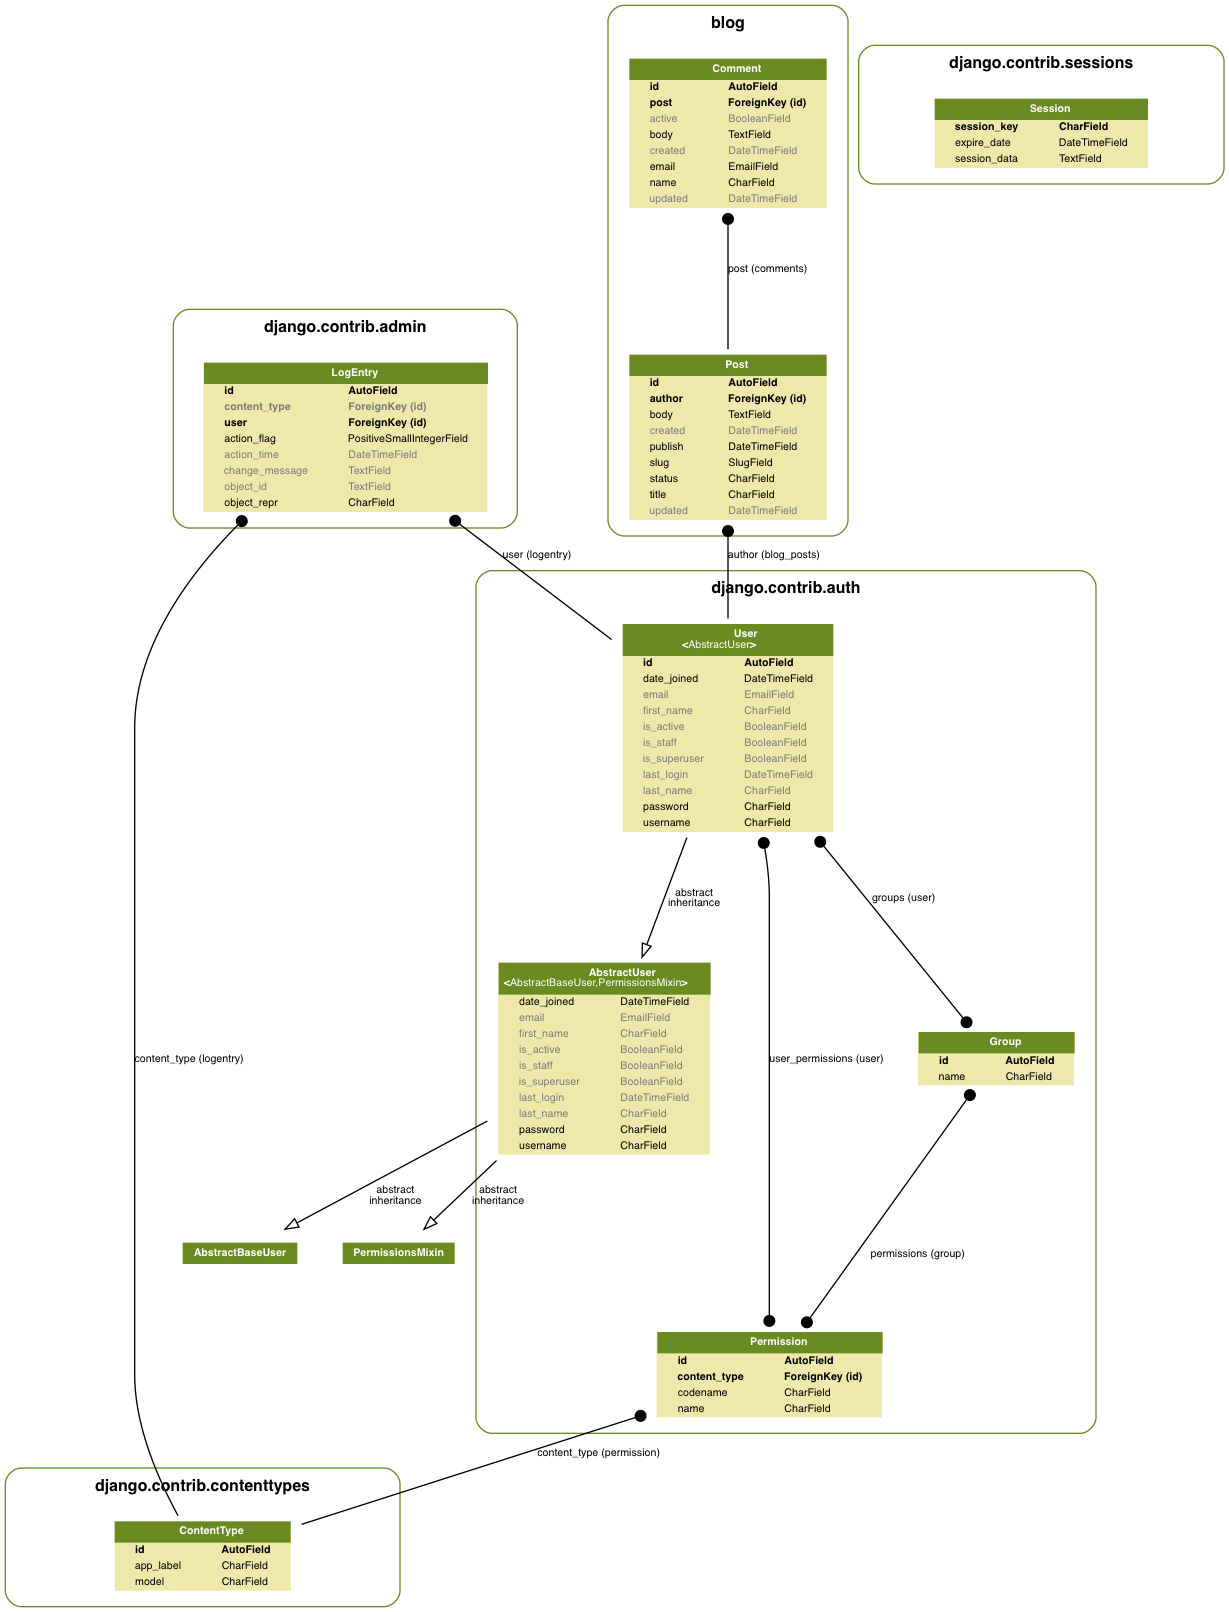 blog
Comment
id AutoField
post ForeignKey (id)
active BooleanField
body TextField
created DateTimeField
email EmailField
name CharField
updated DateTimeField
post (comments)
Post
id AutoField
author ForeignKey (id)
body TextField
created DateTimeField
publish DateTimeField
slug SlugField
status CharField
title CharField
updated DateTimeField
author (blog_posts)
django.contrib.sessions
Session
session_key CharField
expire_date DateTimeField
session_data TextField
django.contrib.admin
LogEntry
id AutoField
content_type ForeignKey (id)
user ForeignKey (id)
action_flag PositiveSmallIntegerField
action_time DateTimeField
change_message TextField
object_id TextField
object_repr CharField
user (logentry)
content_type (logentry)
django.contrib.auth
User
<AbstractUser>
id AutoField
date_joined DateTimeField
email EmailField
first_name CharField
is_active BooleanField
is_staff BooleanField
is_superuser BooleanField
last_login DateTimeField
last_name CharField
password CharField
username CharField
abstract
inheritance
groups (user)
user_permissions (user)
AbstractUser
<AbstractBaseUser,PermissionsMixin>
date_joined DateTimeField
email EmailField
first_name CharField
is_active BooleanField
is_staff BooleanField
is_superuser BooleanField
last_login DateTimeField
last_name CharField
password CharField
username CharField
Group
id AutoField
name CharField
abstract
inheritance
abstract
inheritance
AbstractBaseUser
PermissionsMixin
permissions (group)
Permission
id AutoField
content_type ForeignKey (id)
codename CharField
name CharField
content_type (permission)
django.contrib.contenttypes
ContentType
id AutoField
app_label CharField
model CharField